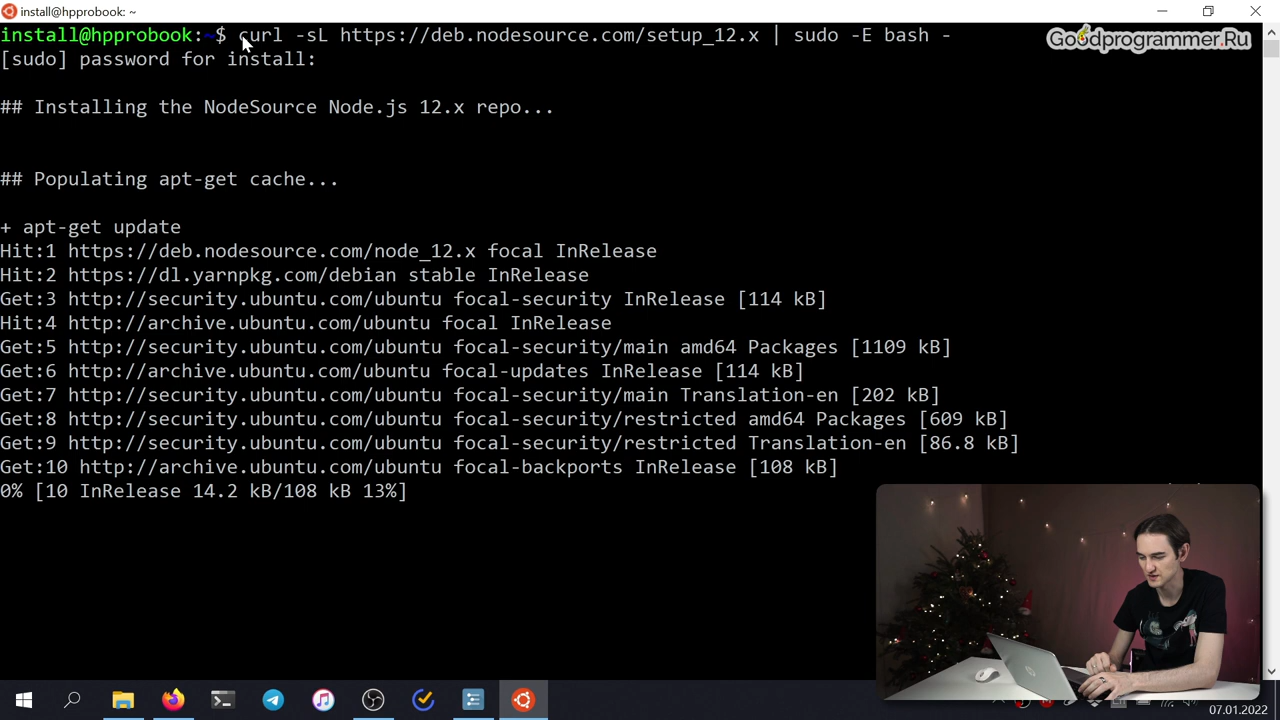 install@hpprobook: ~
install@hpprobook:~$ curl -sL https://deb.nodesource.com/setup_12.x | sudo -E bash -
Goodprogrammer.Ru
[sudo] password for install:
## Installing the NodeSource Node.js 12.x repo...
## Populating apt-get cache...
+ apt-get update
Hit:1 https://deb.nodesource.com/node_12.x focal InRelease
Hit:2 https://dl.yarnpkg.com/debian stable InRelease
Get:3 http://security.ubuntu.com/ubuntu focal-security InRelease [114 kB]
Hit:4 http://archive.ubuntu.com/ubuntu focal InRelease
Get:5 http://security.ubuntu.com/ubuntu focal-security/main amd64 Packages [1109 kB]
Get:6 http://archive.ubuntu.com/ubuntu focal-updates InRelease [114 kB]
Get:7 http://security.ubuntu.com/ubuntu focal-security/main Translation-en [202 kB]
Get:8 http://security.ubuntu.com/ubuntu focal-security/restricted amd64 Packages [609 kB]
Get:9 http://security.ubuntu.com/ubuntu focal-security/restricted Translation-en [86.8 kB]
Get:10 http://archive.ubuntu.com/ubuntu focal-backports InRelease [108 kB]
0% [10 InRelease 14.2 kB/108 kB 13%]
07.01.2022